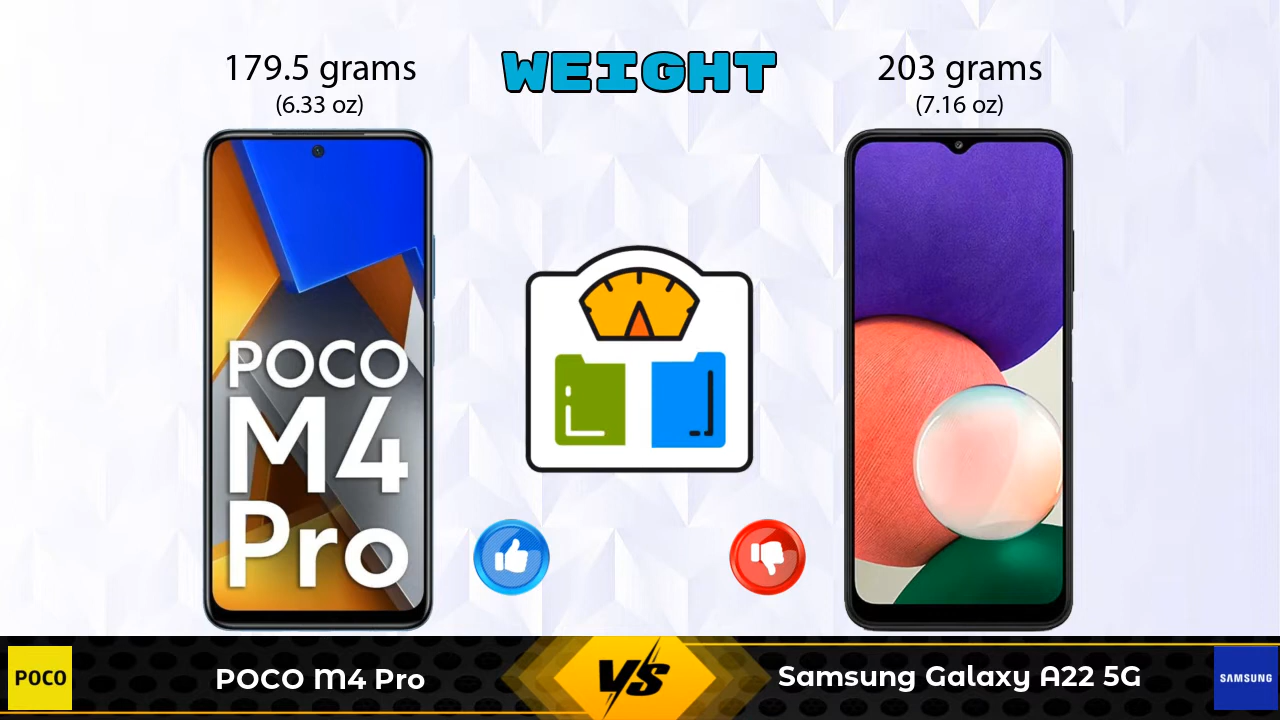 179.5 grams
(6.33 oz)
WEIGHT
203 grams
(7.16 oz)
POCO
M4
Pro
POCO
POCO M4 Pro
VS
Samsung Galaxy A22 5G
SAMSUNG